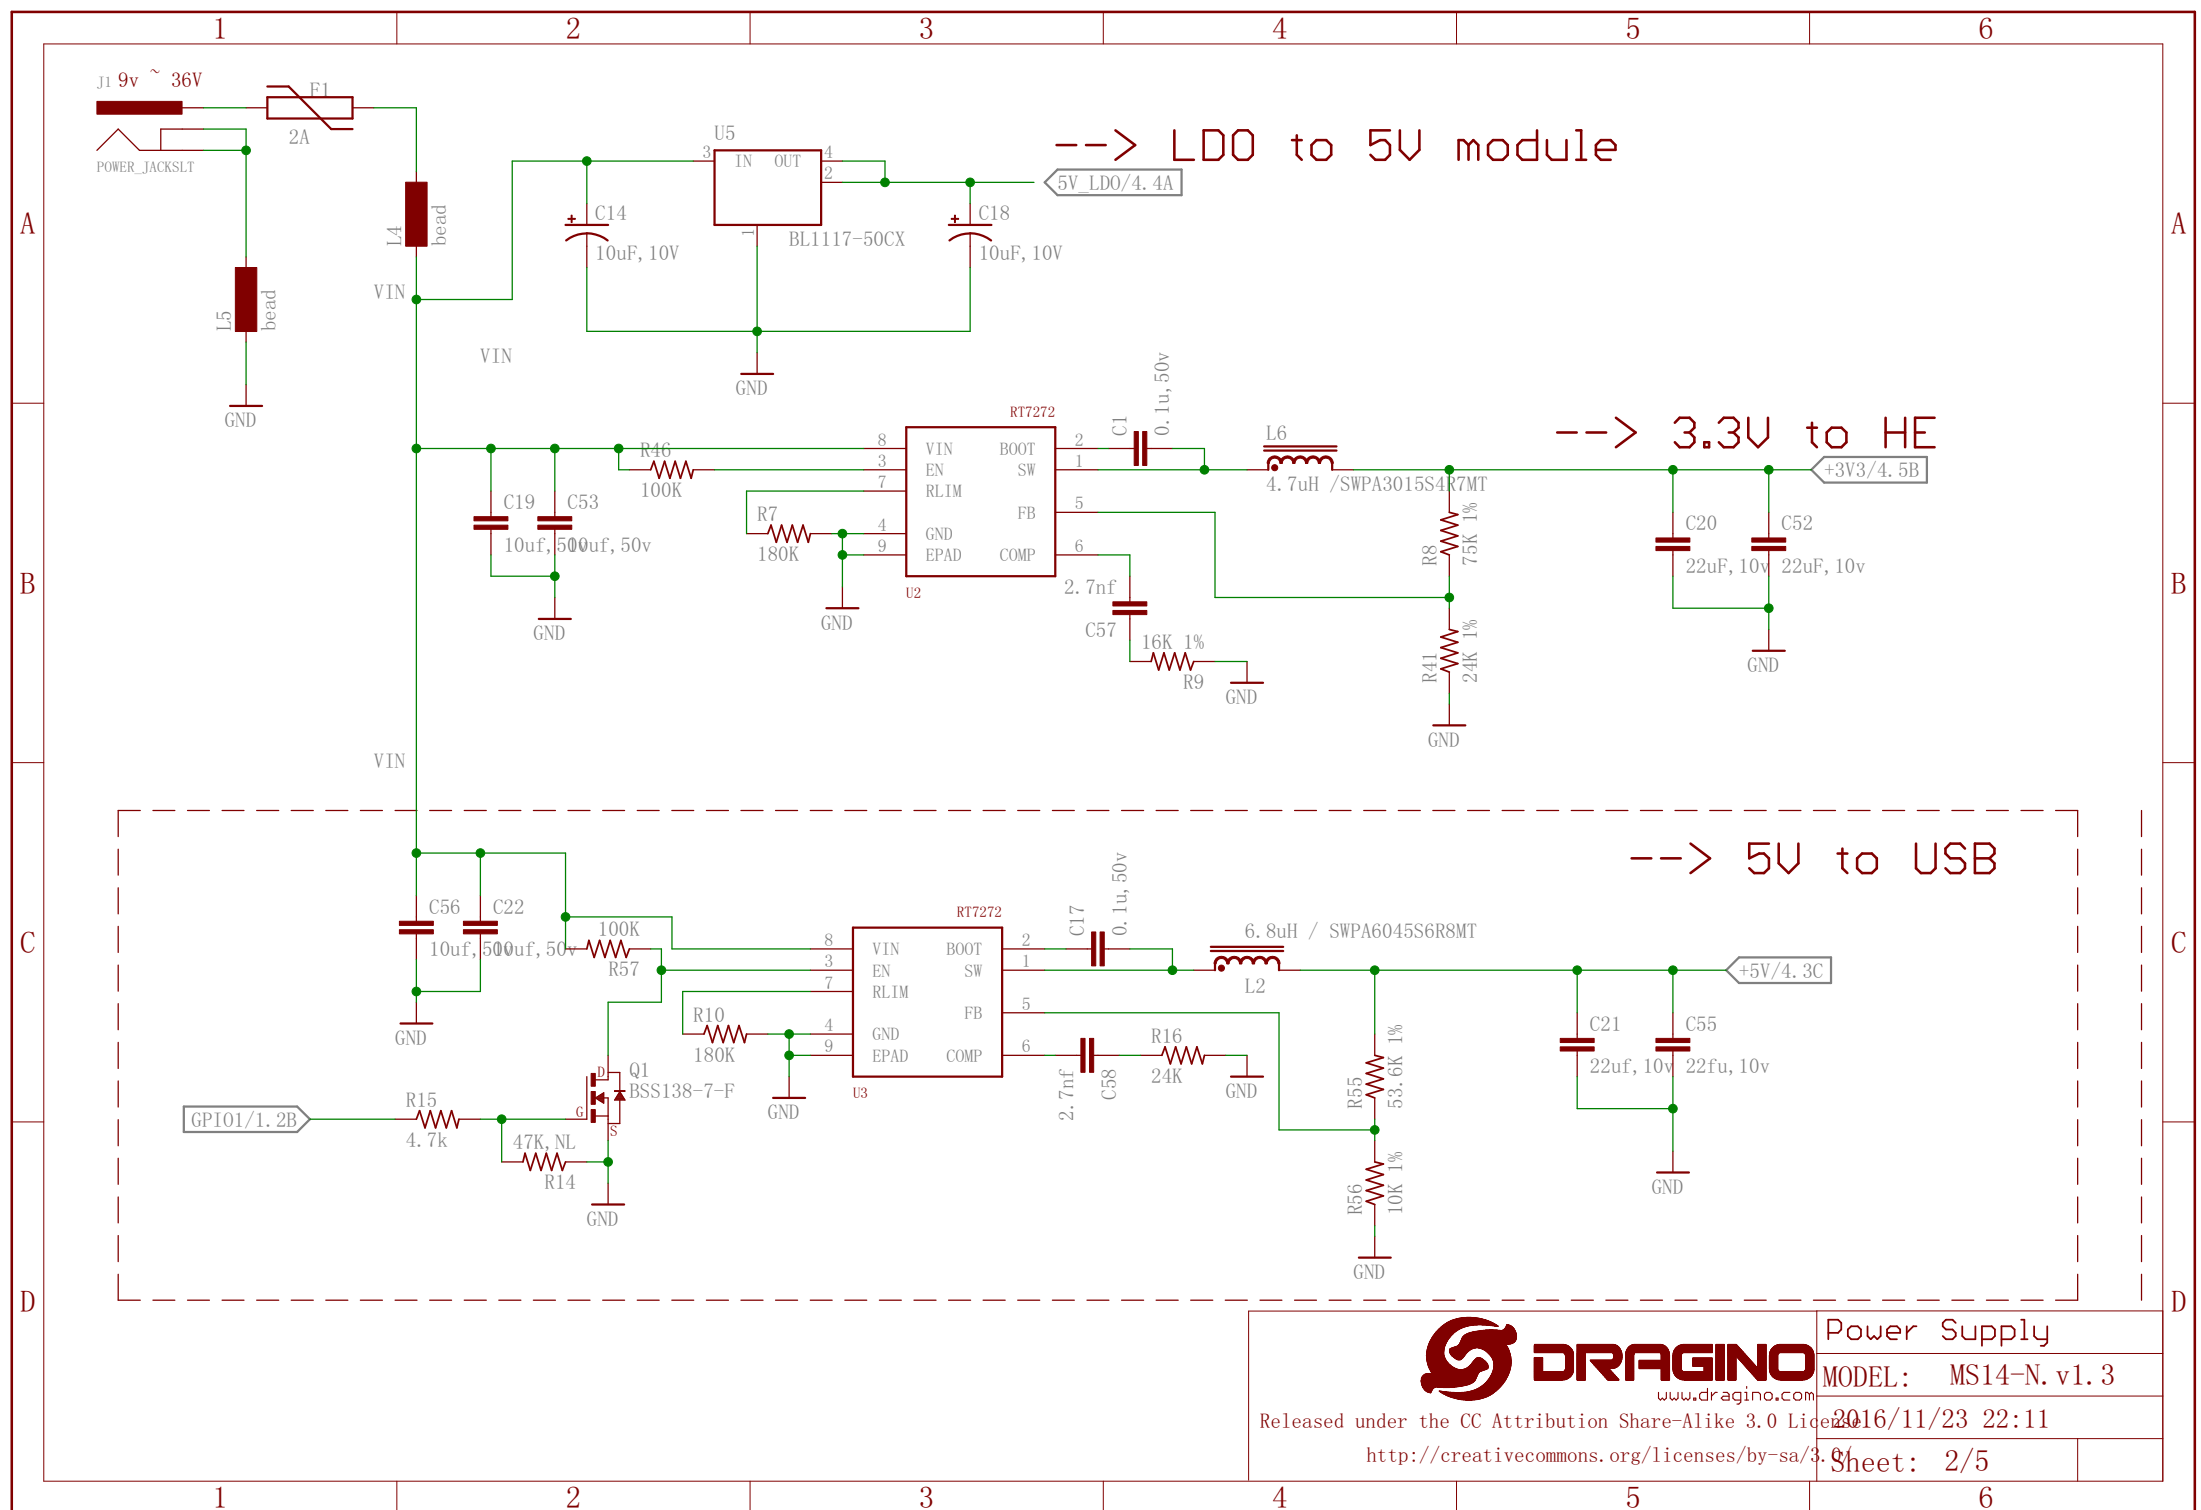 1 2 3 4 5 6
A A
B B
C C
D D
J1 9v ~ 36V
POWER_JACKSLT
F1
2A
L4
bead
L5
bead
GND
VIN
VIN
U5
3 IN OUT 4
2
1
BL1117-50CX
C14
10uF, 10V
C18
10uF, 10V
GND
--> LDO to 5V module
5V_LDO/4.4A
R46
100K
C19
10uf, 50v
C53
10uf, 50v
GND
R7
180K
GND
RT7272
8 VIN BOOT 2
3 EN SW 1
7 RLIM
FB 5
4 GND
9 EPAD COMP 6
U2
C1
0.1u, 50v
2.7nf
C57
16K 1%
R9
GND
L6
4.7uH /SWPA3015S4R7MT
R8
75K 1%
R41
24K 1%
GND
--> 3.3V to HE
+3V3/4.5B
C20
22uF, 10v
C52
22uF, 10v
GND
VIN
--> 5V to USB
C56
10uf, 50v
C22
10uf, 50v
GND
100K
R57
R10
180K
GND
RT7272
8 VIN BOOT 2
3 EN SW 1
7 RLIM
FB 5
4 GND
9 EPAD COMP 6
U3
C17
0.1u, 50v
2.7nf
C58
R16
24K
GND
6.8uH / SWPA6045S6R8MT
L2
R55
53.6K 1%
R56
10K 1%
GND
+5V/4.3C
C21
22uf, 10v
C55
22fu, 10v
GND
GPIO1/1.2B
R15
4.7k
47K, NL
R14
D
G
S
Q1
BSS138-7-F
GND
DRAGINO
www.dragino.com
Released under the CC Attribution Share-Alike 3.0 License
http://creativecommons.org/licenses/by-sa/3.0/
Power Supply
MODEL: MS14-N.v1.3
2016/11/23 22:11
Sheet: 2/5
1 2 3 4 5 6